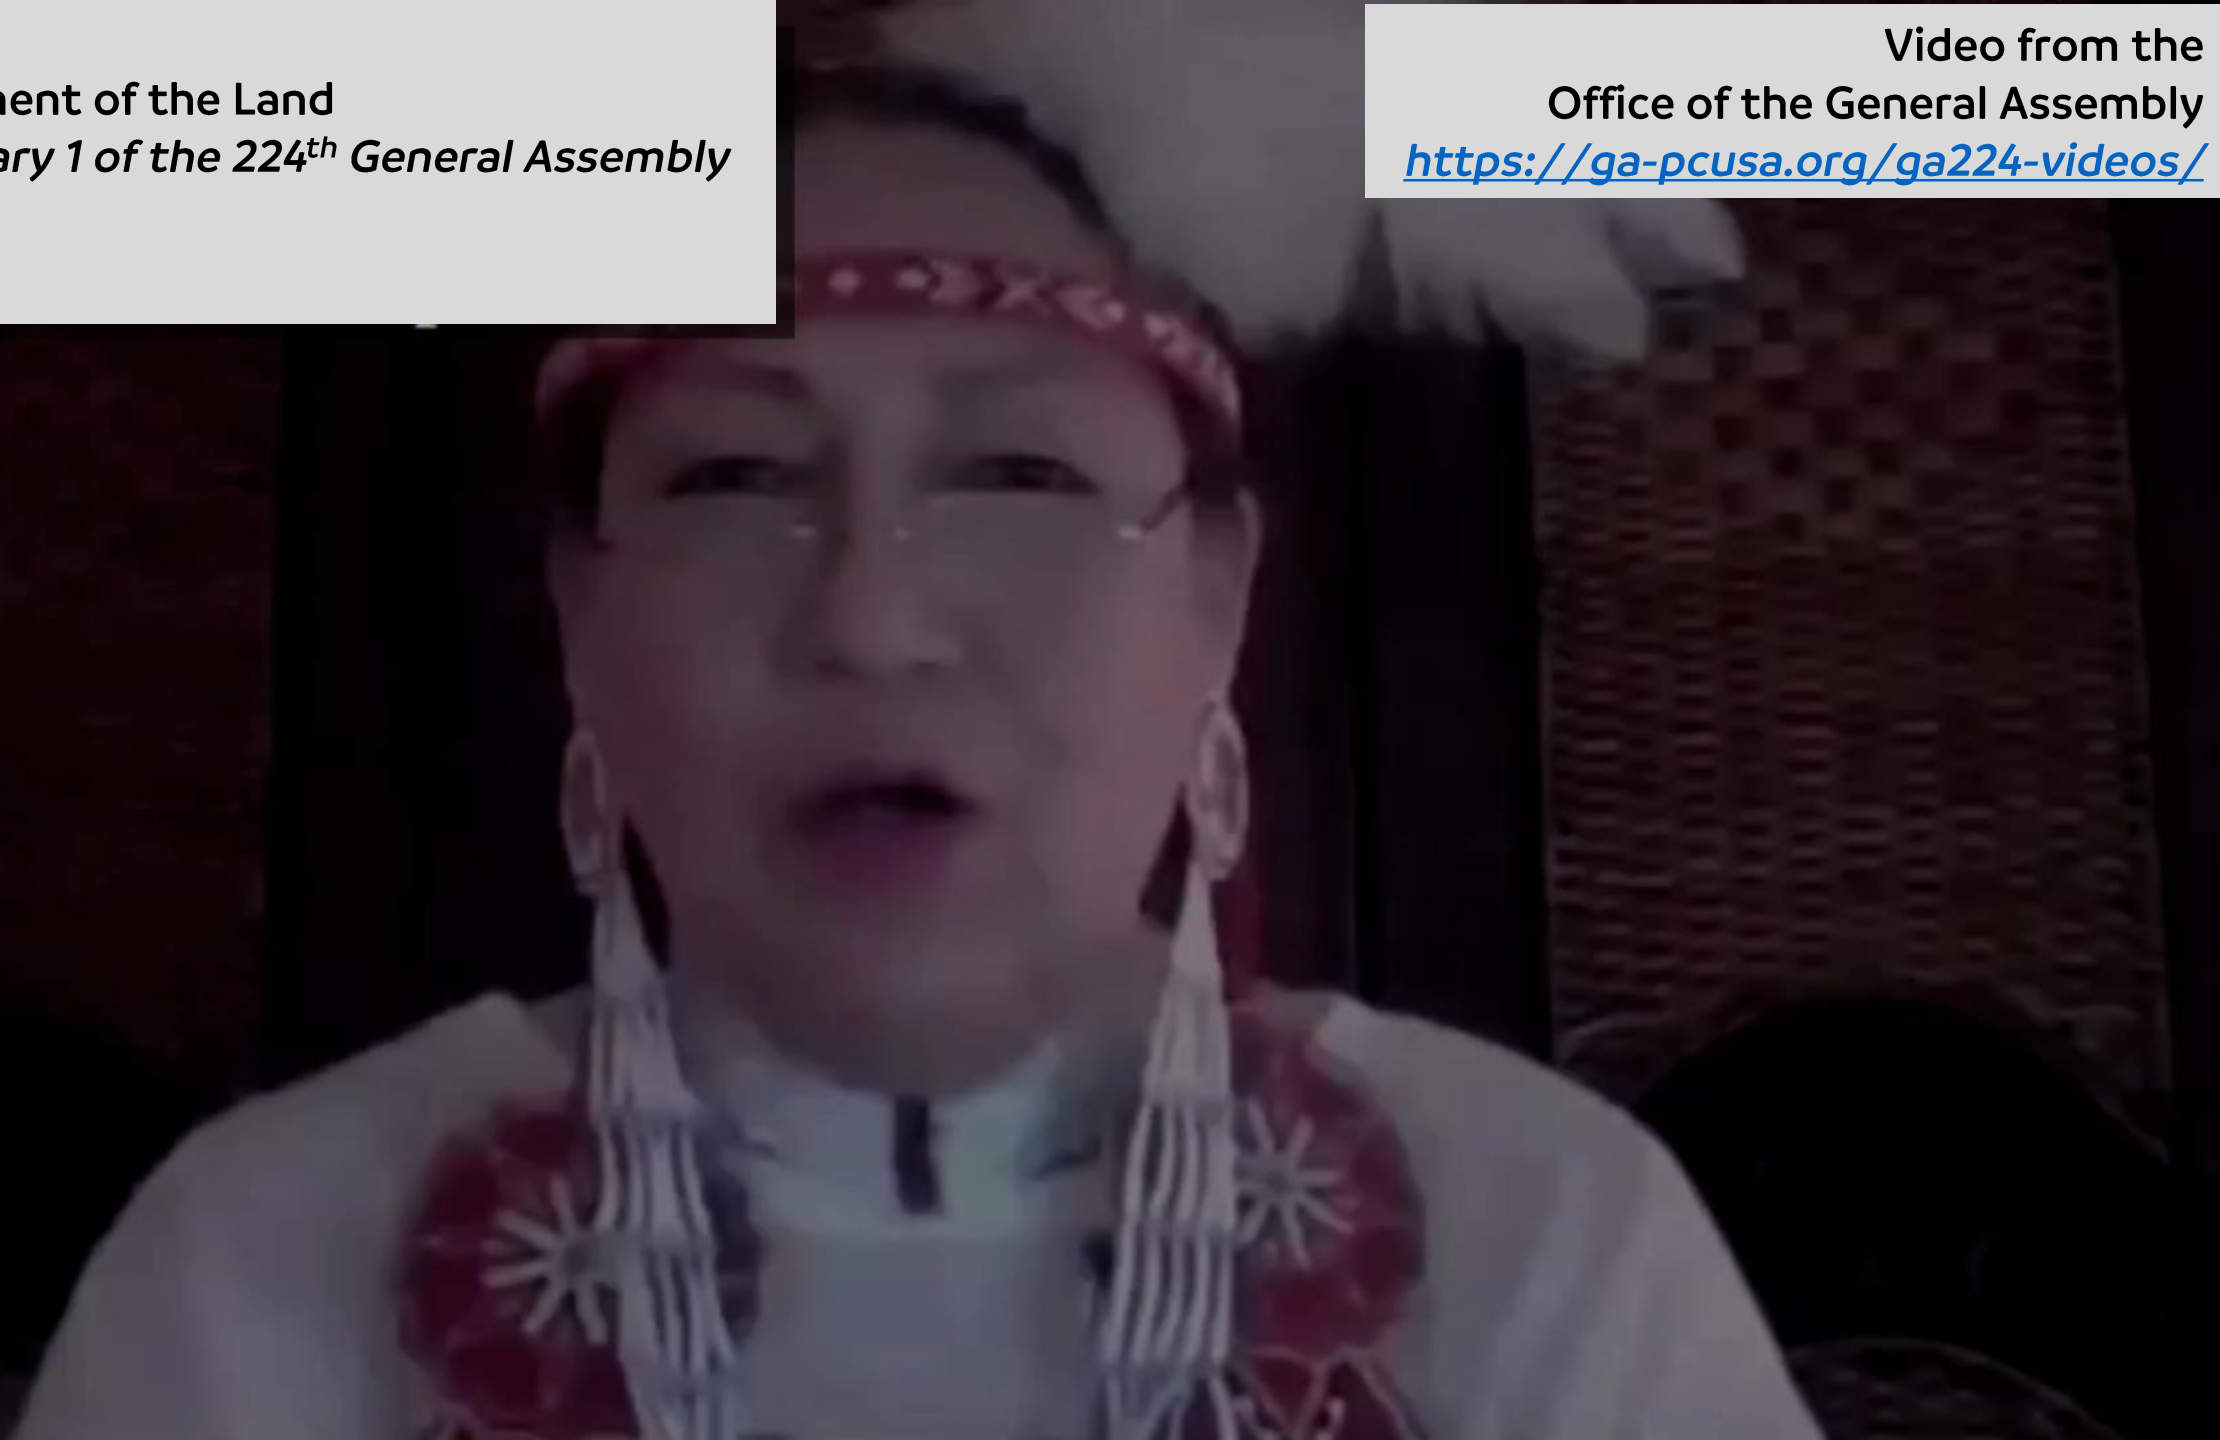 ment of the Land
ary 1 of the 224th General Assembly
Video from the
Office of the General Assembly
https://ga-pcusa.org/ga224-videos/